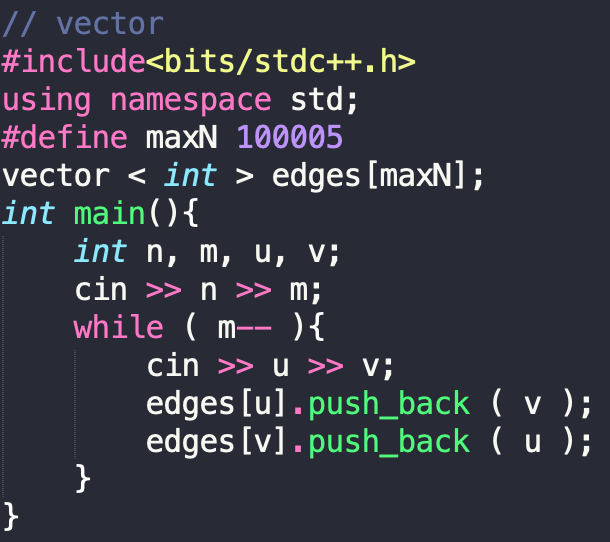 // vector
#include<bits/stdc++.h>
using namespace std;
#define maxN 100005
vector < int > edges[maxN];
int main(){
    int n, m, u, v;
    cin >> n >> m;
    while ( m-- ){
        cin >> u >> v;
        edges[u].push_back ( v );
        edges[v].push_back ( u );
    }
}